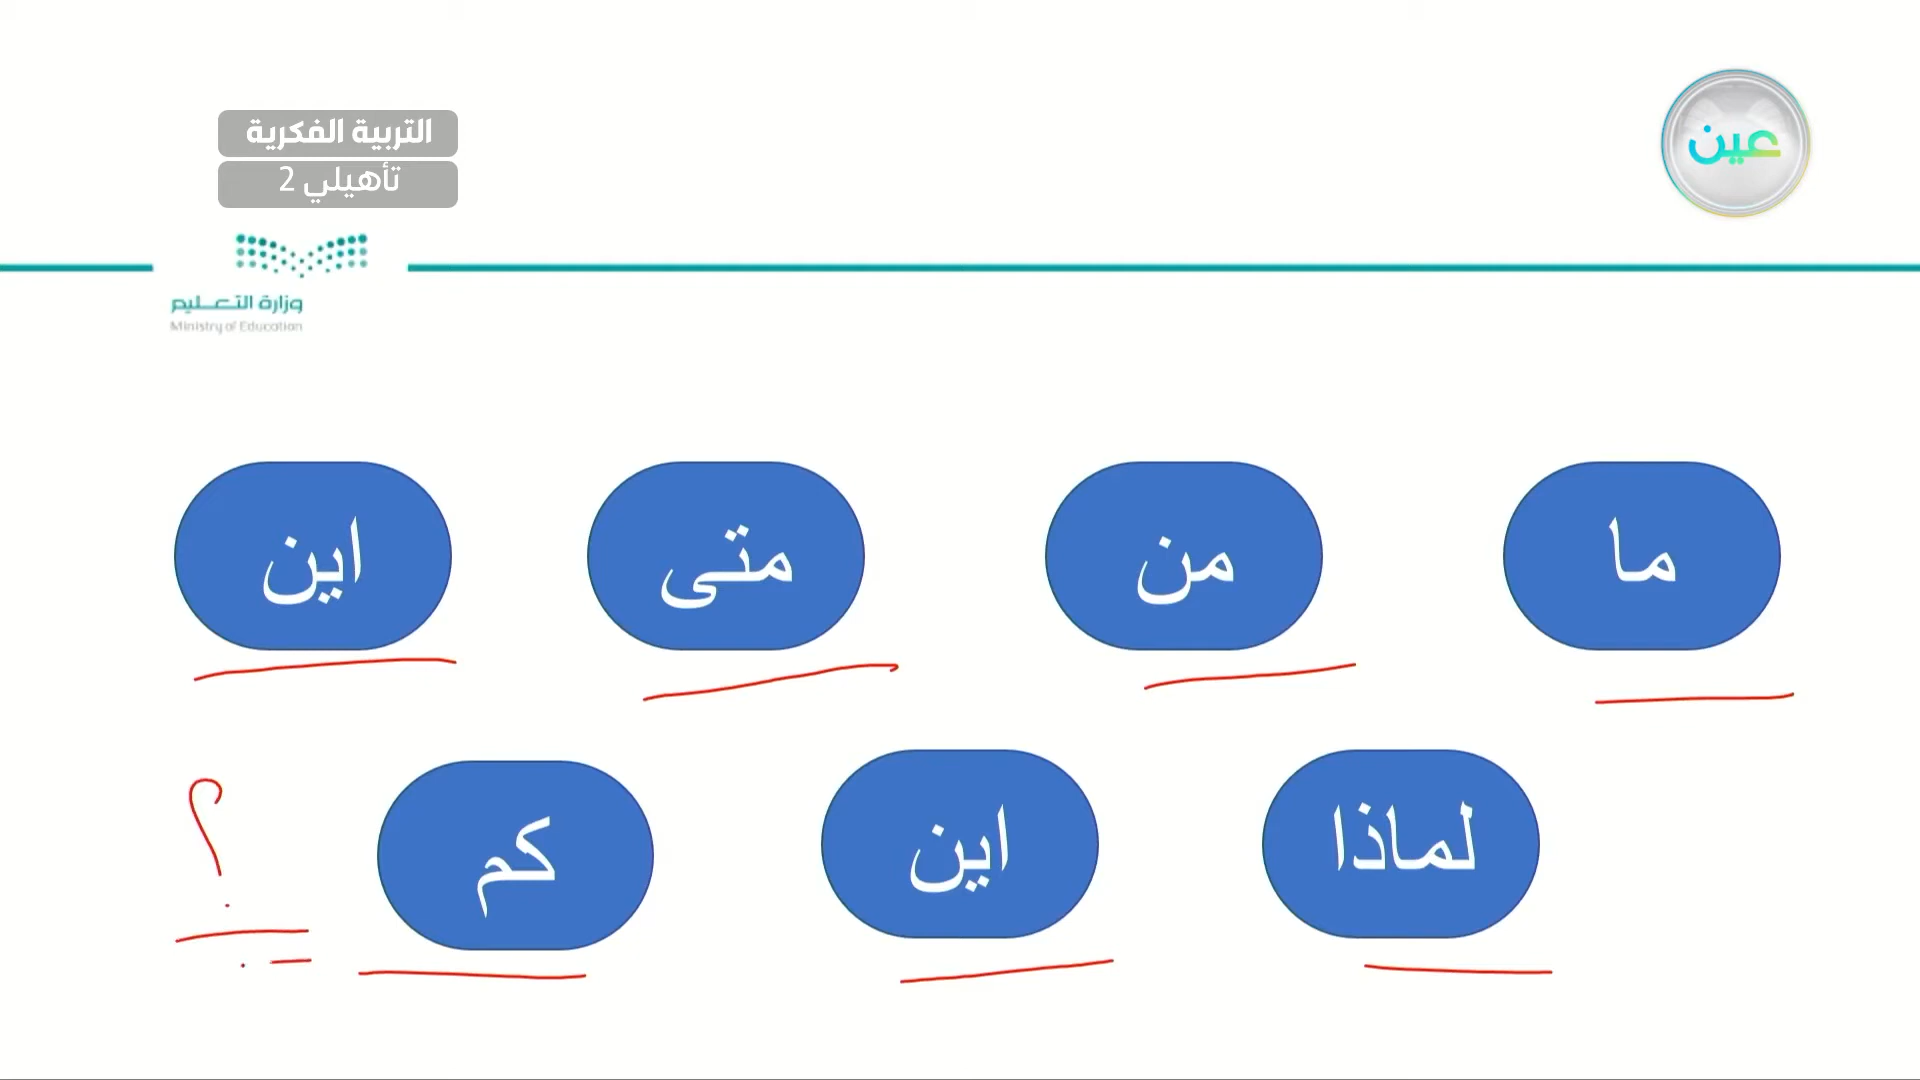 التربية الفكرية
تأهيلي 2
عين
وزارة التعليم
Ministry of Education
ما
من
متى
اين
لماذا
اين
كم
؟